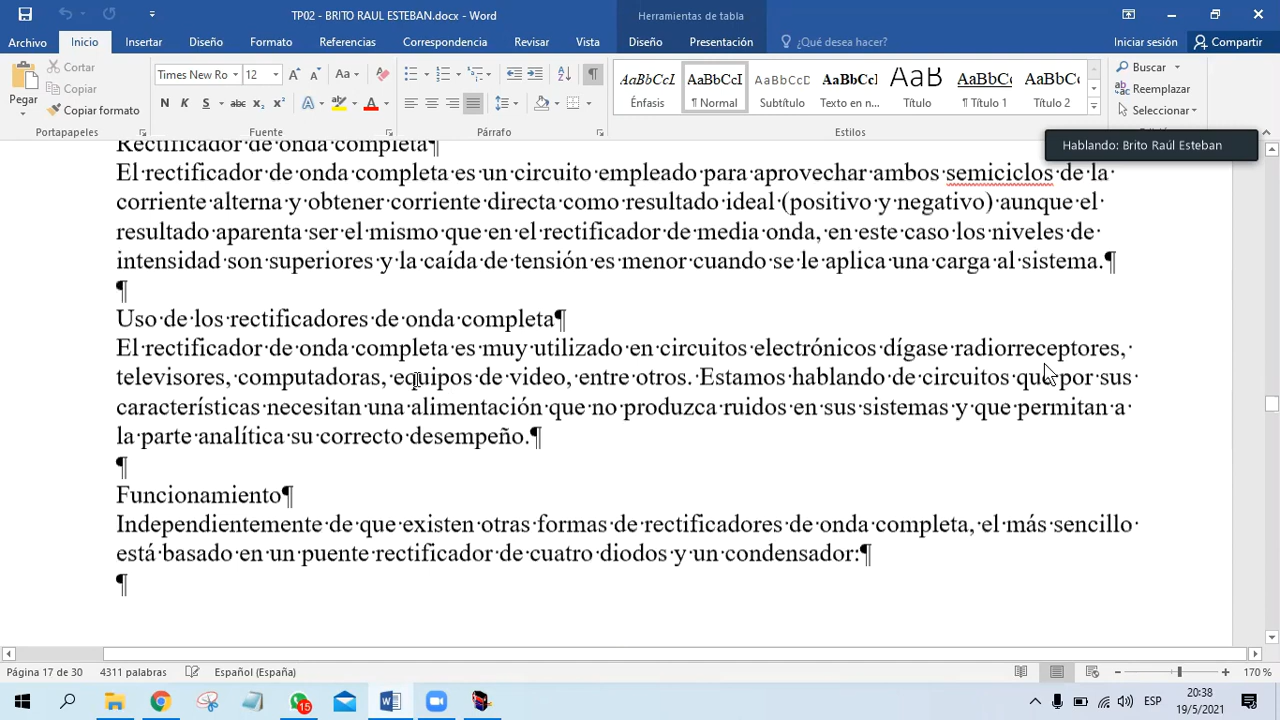 TP02 - BRITO RAUL ESTEBAN.docx - Word
Herramientas de tabla
Archivo Inicio Insertar Diseño Formato Referencias Correspondencia Revisar Vista Diseño Presentación ¿Qué desea hacer? Iniciar sesión Compartir
Pegar
Cortar
Copiar
Copiar formato
Portapapeles
Times New Ro 12
N K S abc x₂ x²
Fuente
Párrafo
AaBbCcI Énfasis
AaBbCcI ¶ Normal
AaBbCcD Subtítulo
AaBbCc Texto en n...
AaB Título
AaBbCc ¶ Título 1
AaBbC Título 2
Estilos
Buscar
Reemplazar
Seleccionar
Hablando: Brito Raúl Esteban
Rectificador de onda completa¶
El rectificador de onda completa es un circuito empleado para aprovechar ambos semiciclos de la
corriente alterna y obtener corriente directa como resultado ideal (positivo y negativo) aunque el
resultado aparenta ser el mismo que en el rectificador de media onda, en este caso los niveles de
intensidad son superiores y la caída de tensión es menor cuando se le aplica una carga al sistema.¶
¶
Uso de los rectificadores de onda completa¶
El rectificador de onda completa es muy utilizado en circuitos electrónicos dígase radiorreceptores,
televisores, computadoras, equipos de video, entre otros. Estamos hablando de circuitos que por sus
características necesitan una alimentación que no produzca ruidos en sus sistemas y que permitan a
la parte analítica su correcto desempeño.¶
¶
Funcionamiento¶
Independientemente de que existen otras formas de rectificadores de onda completa, el más sencillo
está basado en un puente rectificador de cuatro diodos y un condensador:¶
¶
Página 17 de 30 4311 palabras Español (España) 170 %
15
ESP
20:38
19/5/2021